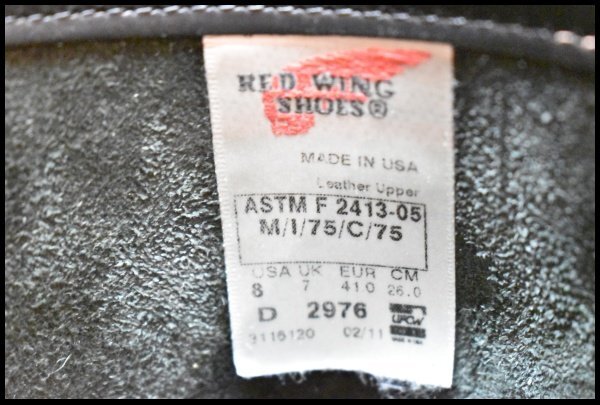 RED WING
SHOES®
MADE IN USA
Leather Upper
ASTM F 2413-05
M/I/75/C/75
USA UK EUR CM
8 7 41.0 26.0
D 2976 UFCW
02/11